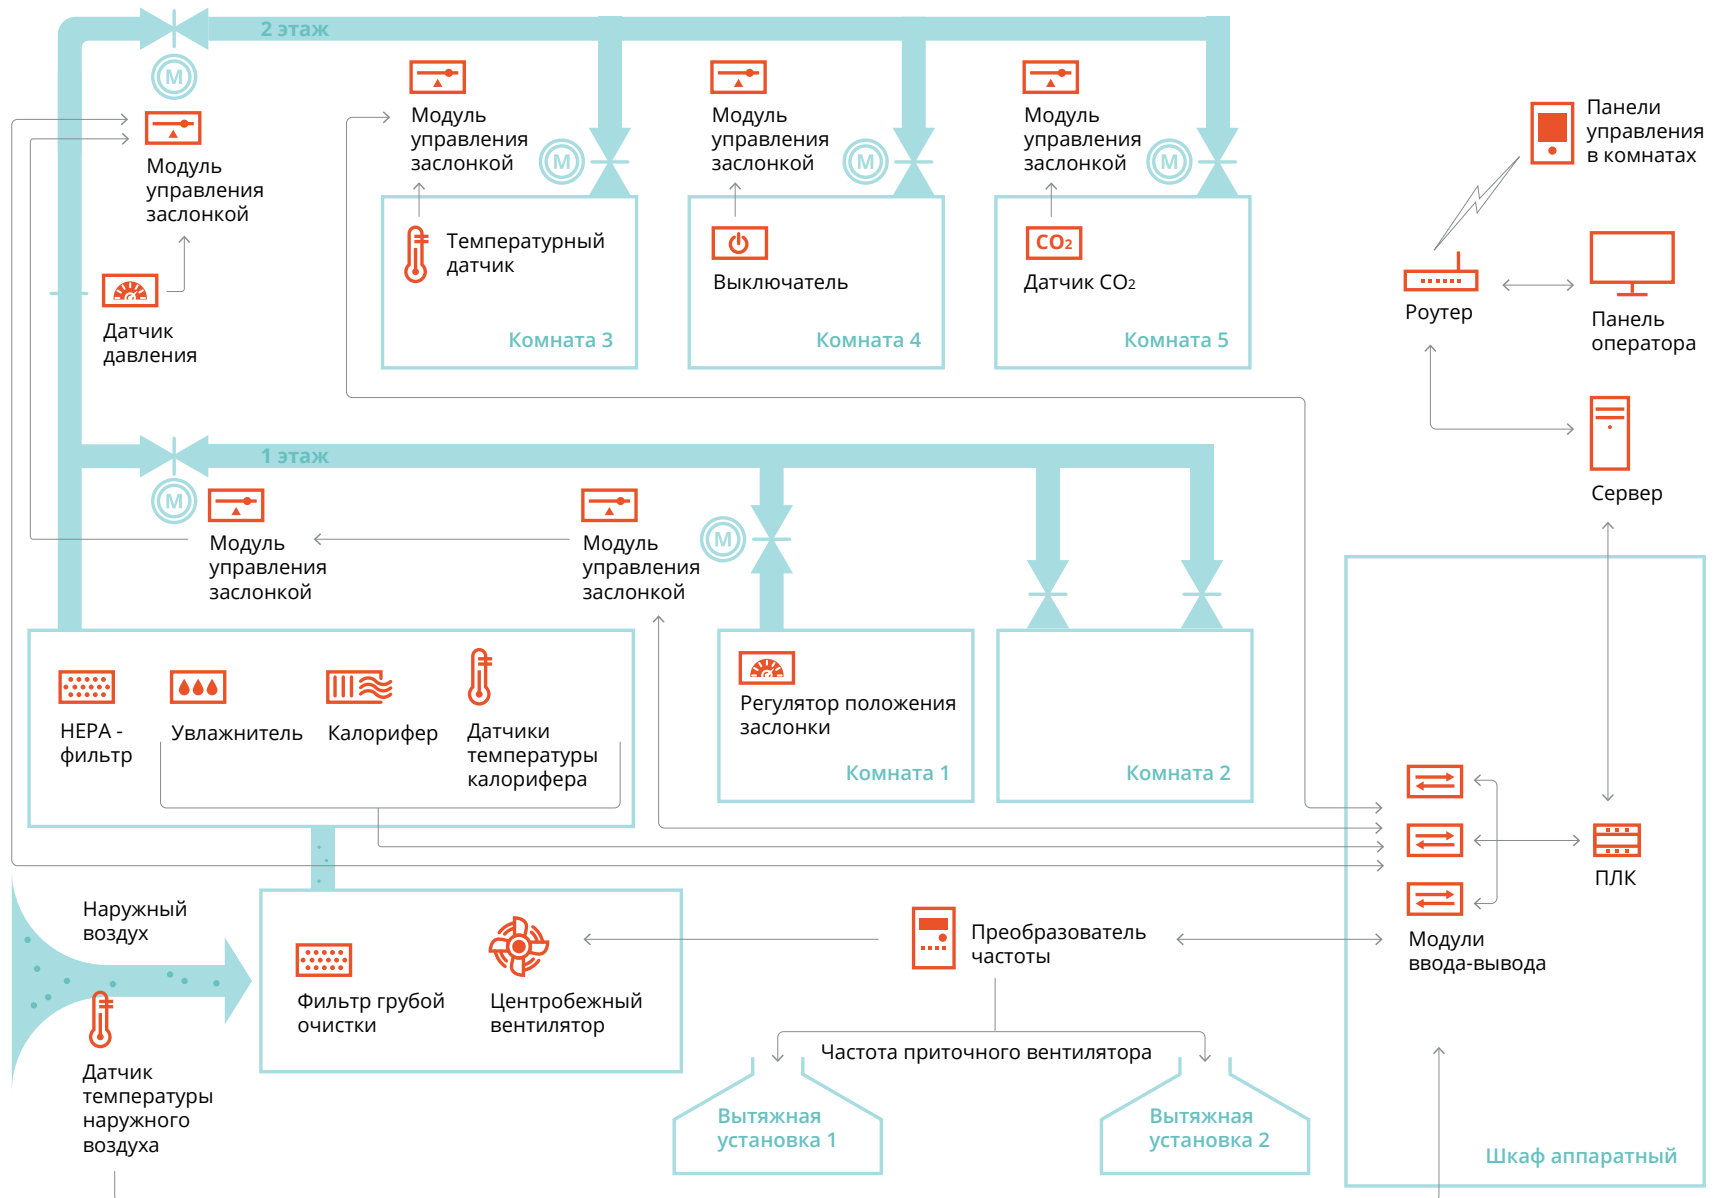 2 этаж
M
Модуль
управления
заслонкой
Датчик
давления
Модуль
управления
заслонкой
M
Температурный
датчик
Комната 3
Модуль
управления
заслонкой
M
Выключатель
Комната 4
Модуль
управления
заслонкой
M
CO2
Датчик CO2
Комната 5
Панели
управления
в комнатах
Роутер
Панель
оператора
Сервер
1 этаж
M
Модуль
управления
заслонкой
Модуль
управления
заслонкой
M
HEPA -
фильтр
Увлажнитель
Калорифер
Датчики
температуры
калорифера
Регулятор положения
заслонки
Комната 1
Комната 2
ПЛК
Модули
ввода-вывода
Шкаф аппаратный
Наружный
воздух
Датчик
температуры
наружного
воздуха
Фильтр грубой
очистки
Центробежный
вентилятор
Преобразователь
частоты
Частота приточного вентилятора
Вытяжная
установка 1
Вытяжная
установка 2